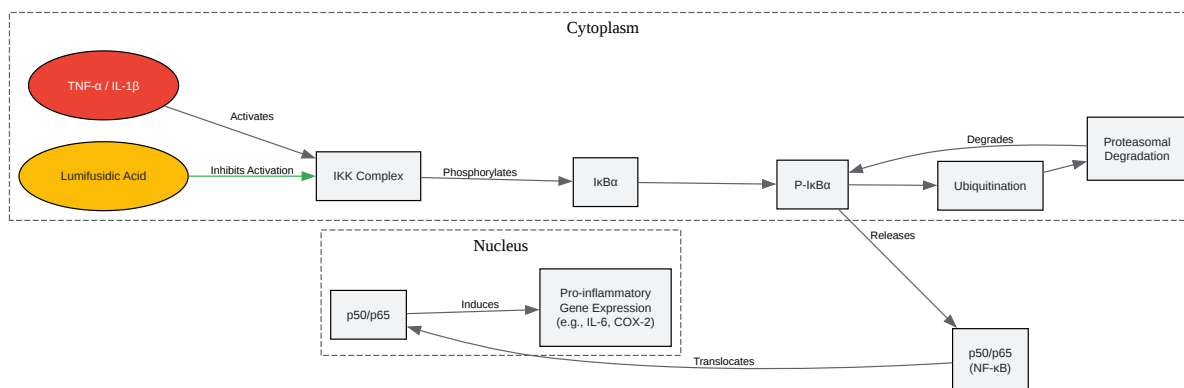 Cytoplasm
TNF-α / IL-1β
Activates
Lumifusidic Acid
Inhibits Activation
IKK Complex
Phosphorylates
IκBα
P-IκBα
Degrades
Ubiquitination
Proteasomal
Degradation
Releases
Nucleus
p50/p65
Induces
Pro-inflammatory
Gene Expression
(e.g., IL-6, COX-2)
Translocates
p50/p65
(NF-κB)